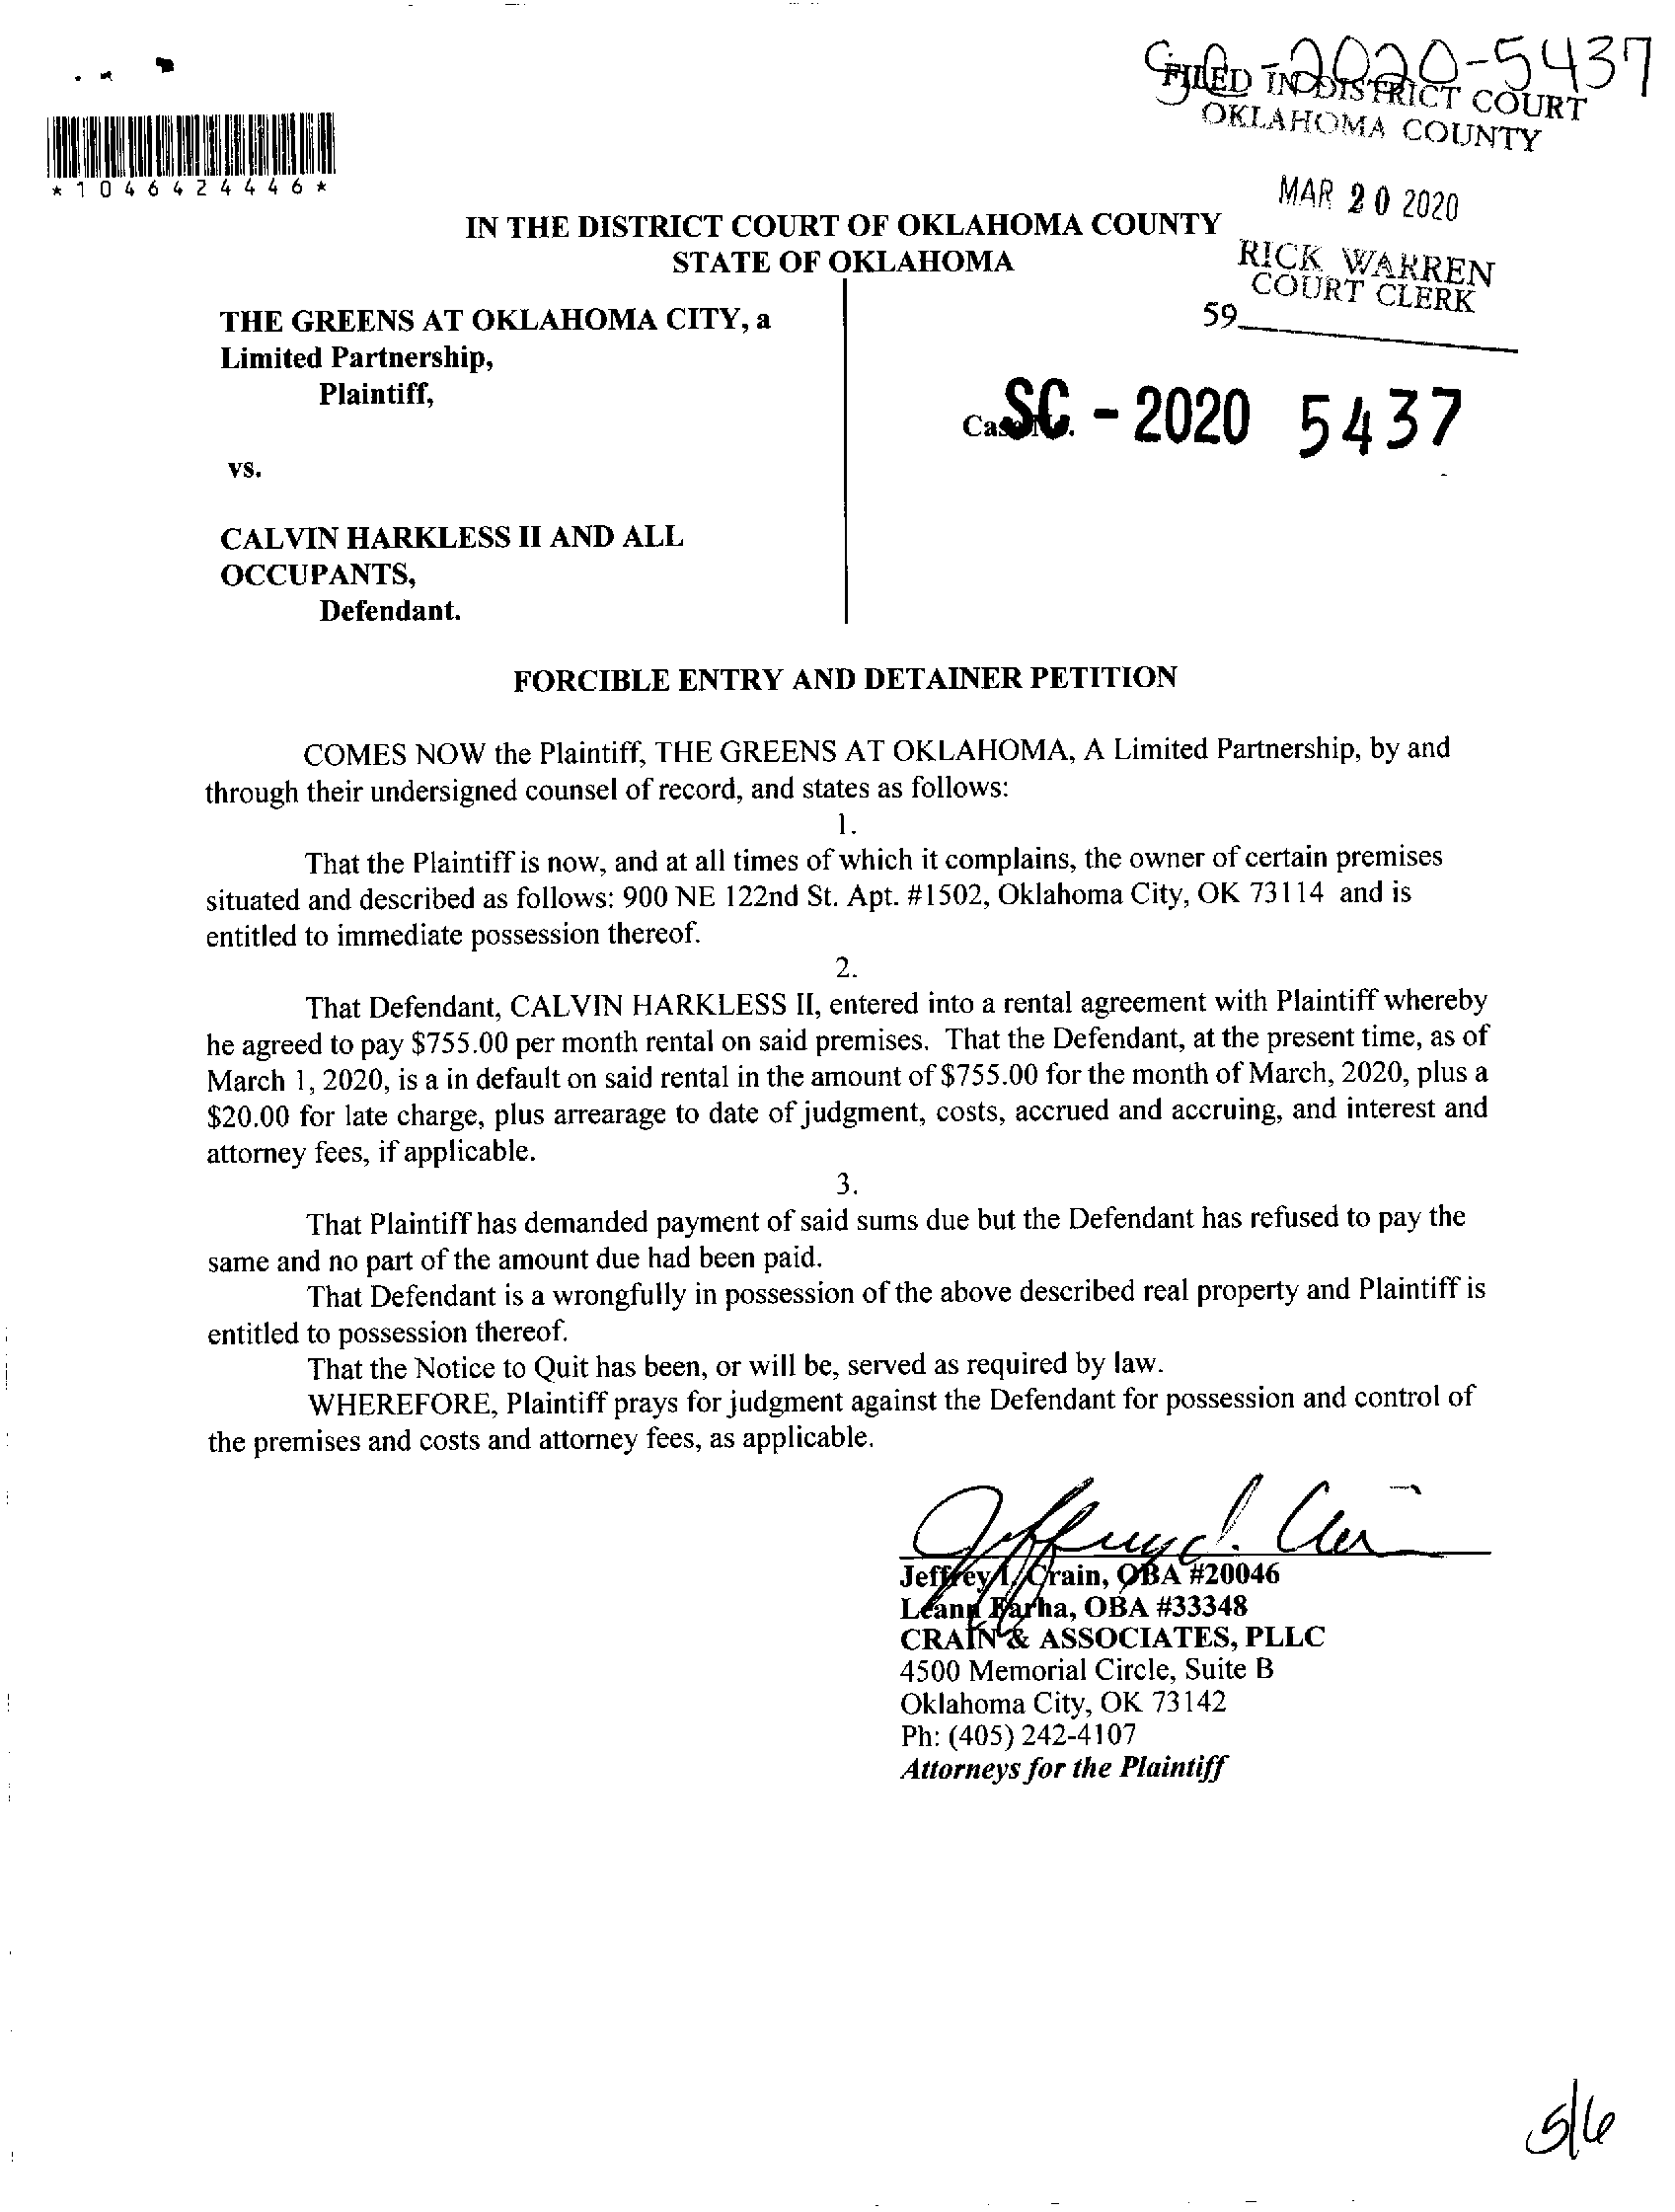 SC-2020-5437
FILED IN DISTRICT COURT
OKLAHOMA COUNTY
*1046424446*
MAR 20 2020
IN THE DISTRICT COURT OF OKLAHOMA COUNTY
STATE OF OKLAHOMA
RICK WARREN
COURT CLERK
59
THE GREENS AT OKLAHOMA CITY, a
Limited Partnership,
Plaintiff,
Case No. SC - 2020 5437
vs.
CALVIN HARKLESS II AND ALL
OCCUPANTS,
Defendant.
FORCIBLE ENTRY AND DETAINER PETITION
COMES NOW the Plaintiff, THE GREENS AT OKLAHOMA, A Limited Partnership, by and
through their undersigned counsel of record, and states as follows:
1.
That the Plaintiff is now, and at all times of which it complains, the owner of certain premises
situated and described as follows: 900 NE 122nd St. Apt. #1502, Oklahoma City, OK 73114 and is
entitled to immediate possession thereof.
2.
That Defendant, CALVIN HARKLESS II, entered into a rental agreement with Plaintiff whereby
he agreed to pay $755.00 per month rental on said premises. That the Defendant, at the present time, as of
March 1, 2020, is a in default on said rental in the amount of $755.00 for the month of March, 2020, plus a
$20.00 for late charge, plus arrearage to date of judgment, costs, accrued and accruing, and interest and
attorney fees, if applicable.
3.
That Plaintiff has demanded payment of said sums due but the Defendant has refused to pay the
same and no part of the amount due had been paid.
That Defendant is a wrongfully in possession of the above described real property and Plaintiff is
entitled to possession thereof.
That the Notice to Quit has been, or will be, served as required by law.
WHEREFORE, Plaintiff prays for judgment against the Defendant for possession and control of
the premises and costs and attorney fees, as applicable.
Jeffrey I. Crain, OBA #20046
Leann Farha, OBA #33348
CRAIN & ASSOCIATES, PLLC
4500 Memorial Circle, Suite B
Oklahoma City, OK 73142
Ph: (405) 242-4107
Attorneys for the Plaintiff
5/6